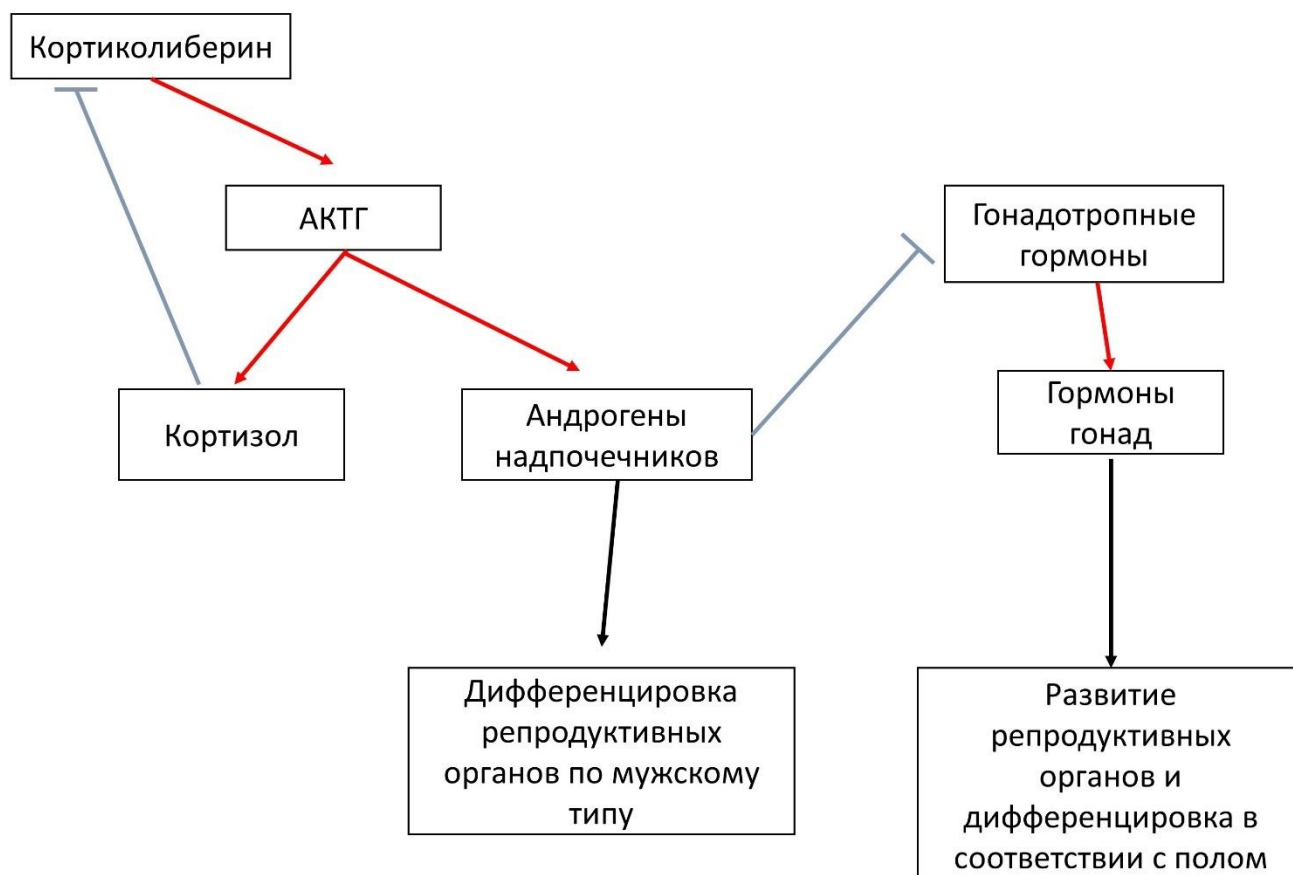 Кортиколиберин
АКТГ
Гонадотропные
гормоны
Кортизол
Андрогены
надпочечников
Гормоны
гонад
Дифференцировка
репродуктивных
органов по мужскому
типу
Развитие
репродуктивных
органов и
дифференцировка в
соответствии с полом